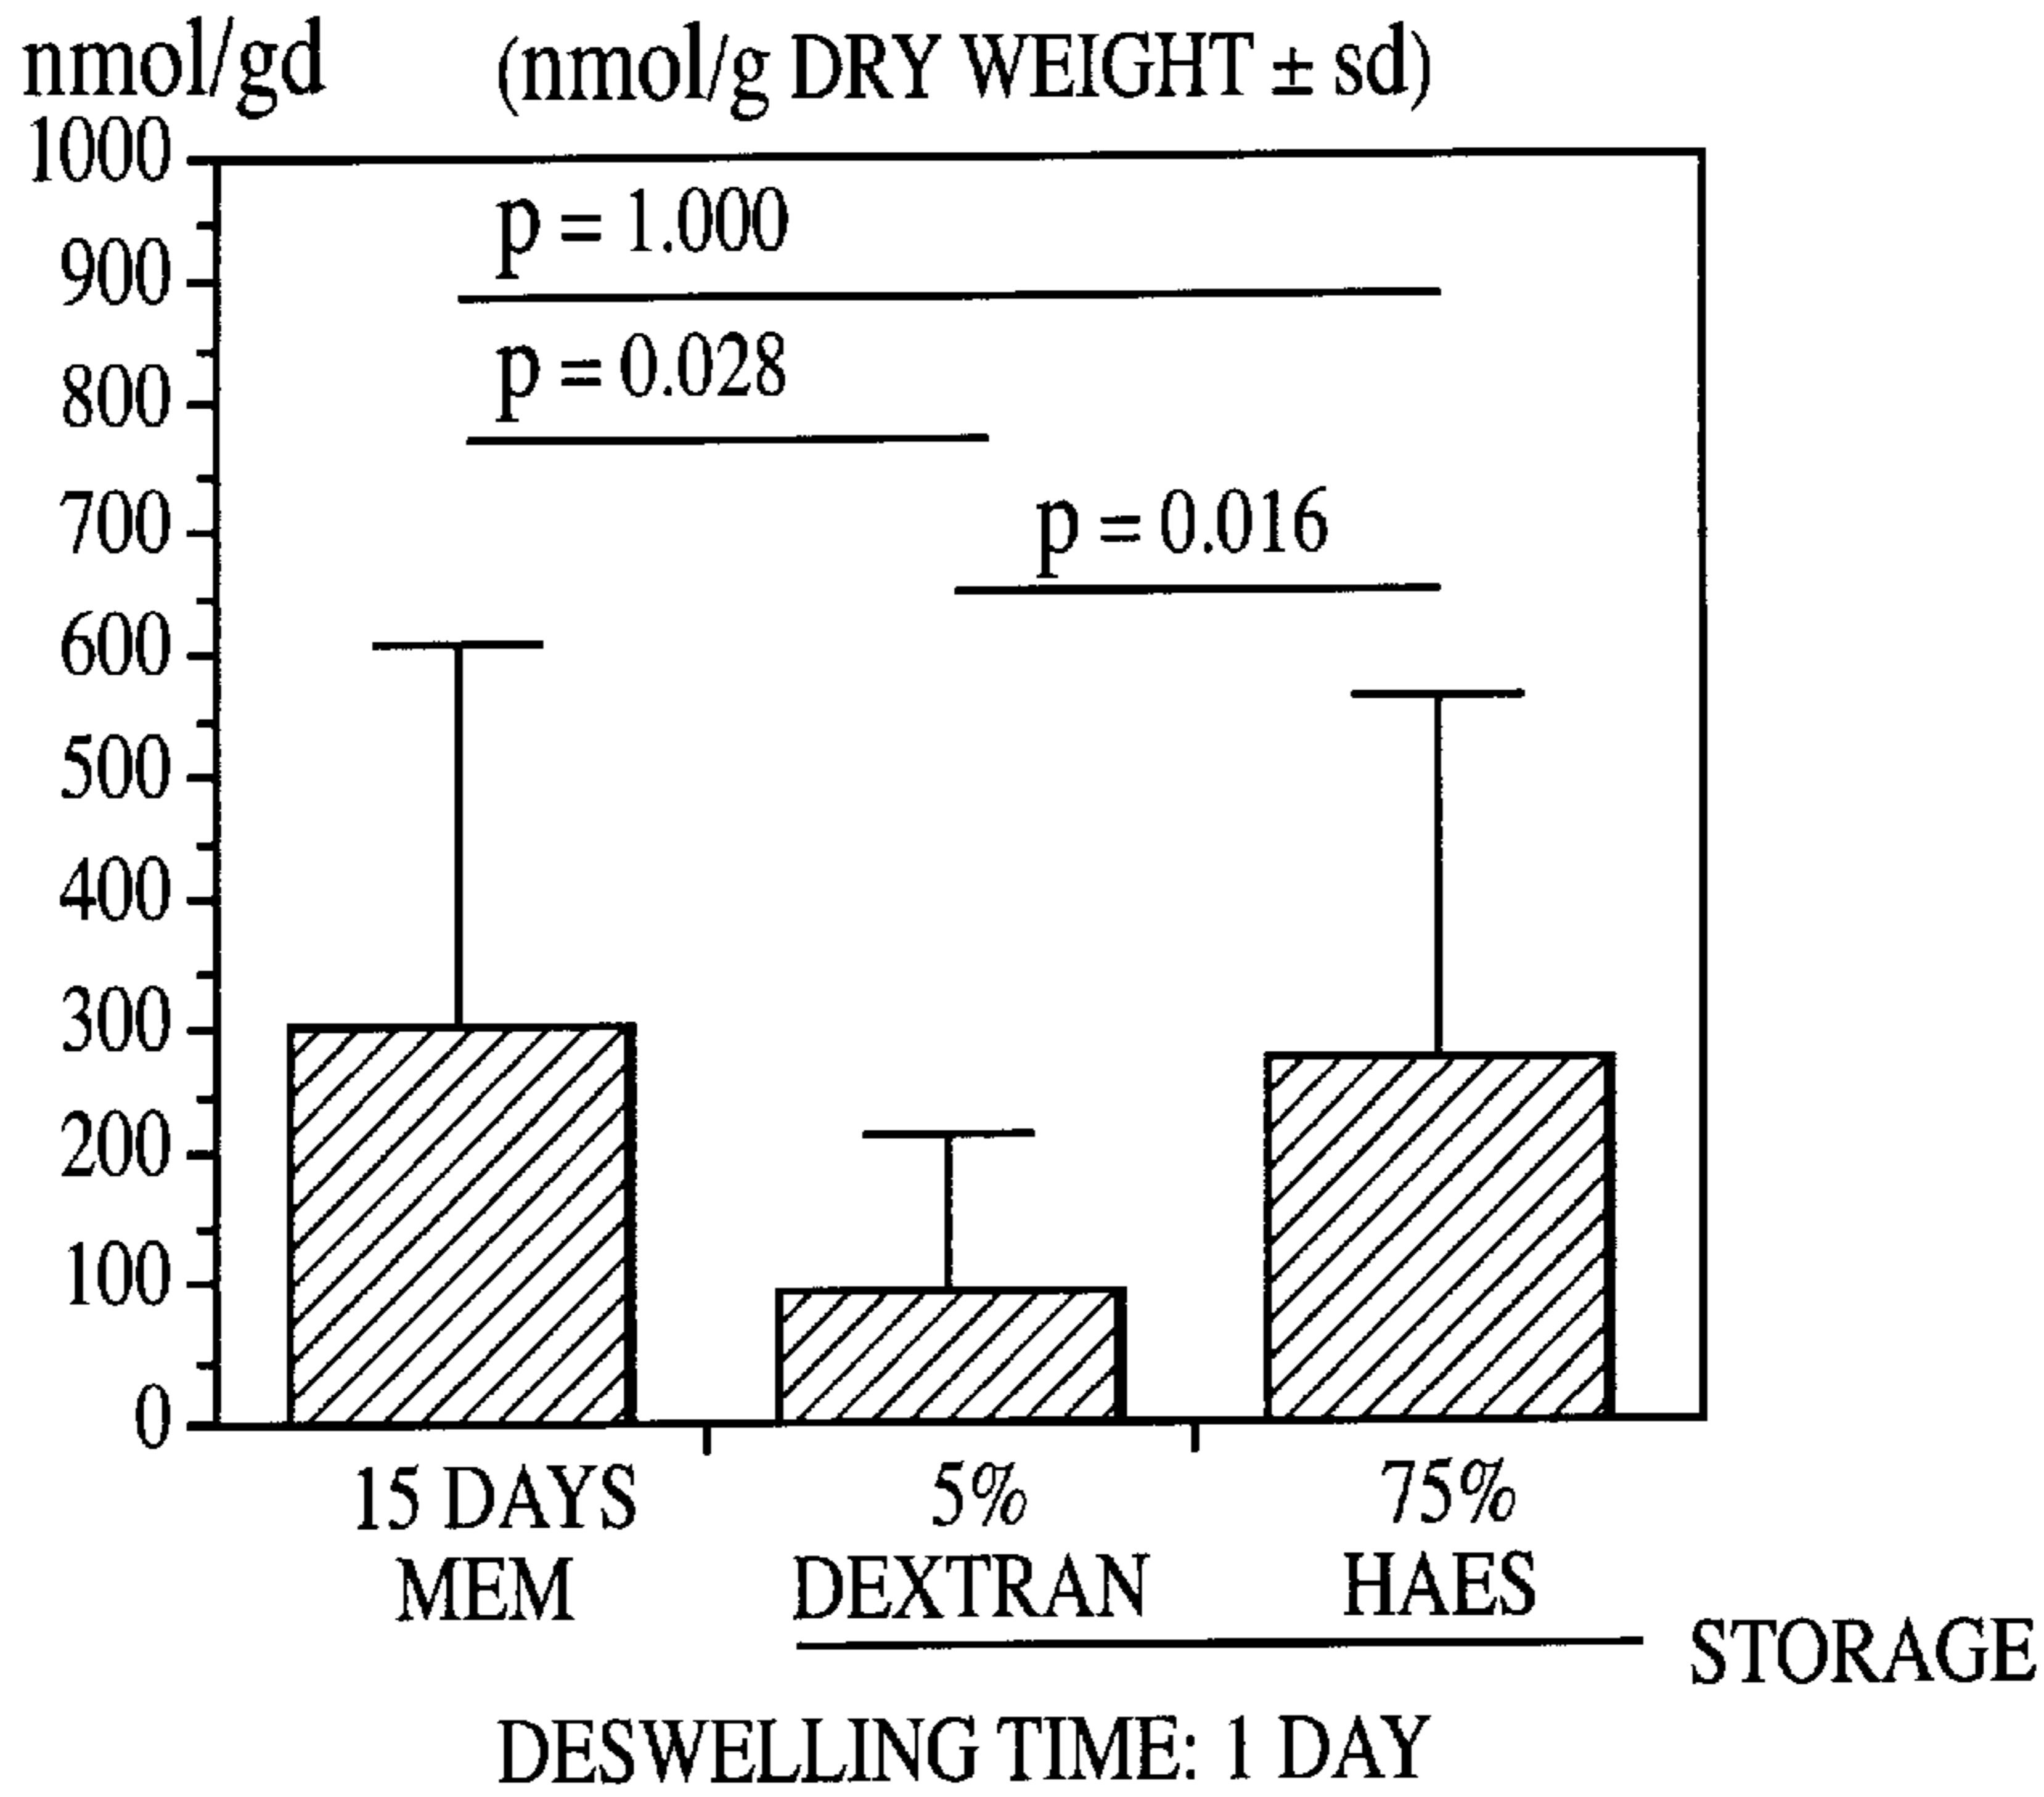 nmol/gd (nmol/g DRY WEIGHT ± sd)
1000
p = 1.000
900
p = 0.028
800
700
p = 0.016
600
500
400
300
200
100
0
15 DAYS 5% 75%
MEM DEXTRAN HAES
STORAGE
DESWELLING TIME: 1 DAY